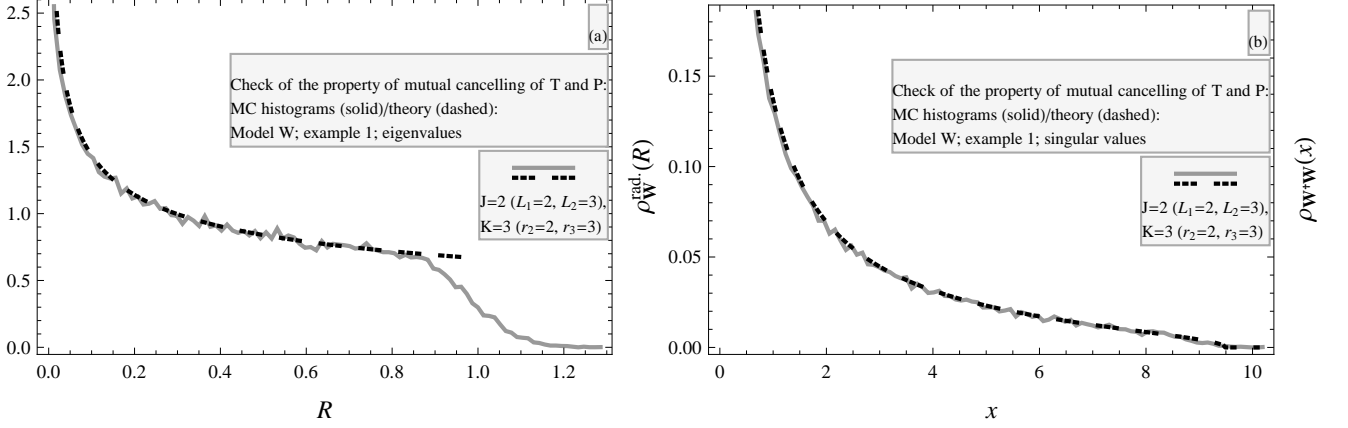 (a)
Check of the property of mutual cancelling of T and P:
MC histograms (solid)/theory (dashed):
Model W; example 1; eigenvalues
J=2 (L₁=2, L₂=3),
K=3 (r₂=2, r₃=3)
2.5
2.0
1.5
1.0
0.5
0.0
0.0 0.2 0.4 0.6 0.8 1.0 1.2
R
ρ_W^rad.(R)
(b)
Check of the property of mutual cancelling of T and P:
MC histograms (solid)/theory (dashed):
Model W; example 1; singular values
J=2 (L₁=2, L₂=3),
K=3 (r₂=2, r₃=3)
0.15
0.10
0.05
0.00
0 2 4 6 8 10
x
ρ_W†W(x)